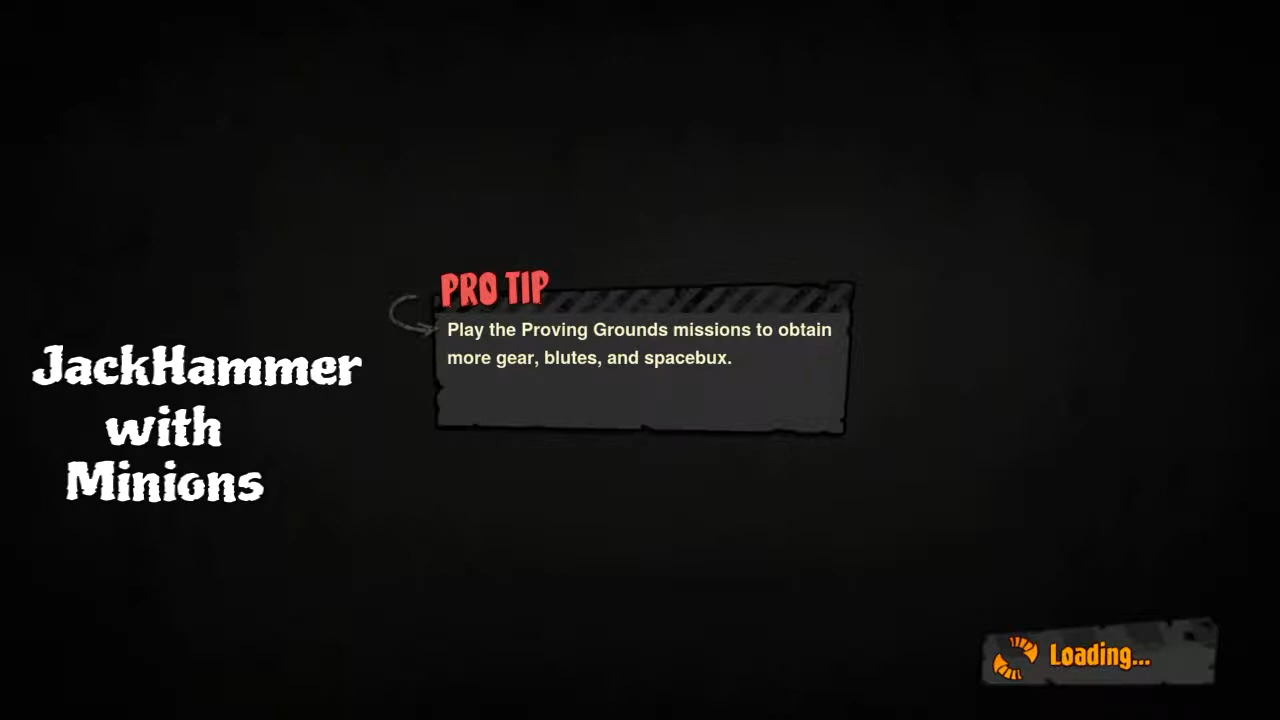 PRO TIP
Play the Proving Grounds missions to obtain
more gear, blutes, and spacebux.
JackHammer
with
Minions
Loading...